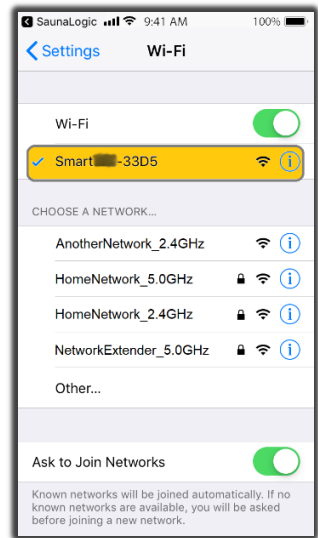 SaunaLogic 9:41 AM 100%
Settings Wi-Fi
Wi-Fi
Smart -33D5
CHOOSE A NETWORK...
AnotherNetwork_2.4GHz
HomeNetwork_5.0GHz
HomeNetwork_2.4GHz
NetworkExtender_5.0GHz
Other...
Ask to Join Networks
Known networks will be joined automatically. If no
known networks are available, you will be asked
before joining a new network.